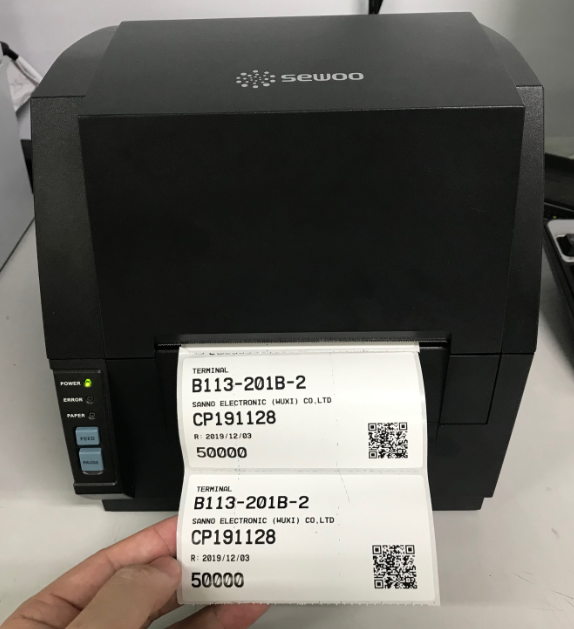 sewoo
POWER
ERROR
PAPER
FEED
PAUSE
TERMINAL
B113-201B-2
SANNO ELECTRONIC (WUXI) CO,LTD
CP191128
R: 2019/12/03
50000
TERMINAL
B113-201B-2
SANNO ELECTRONIC (WUXI) CO,LTD
CP191128
R: 2019/12/03
50000